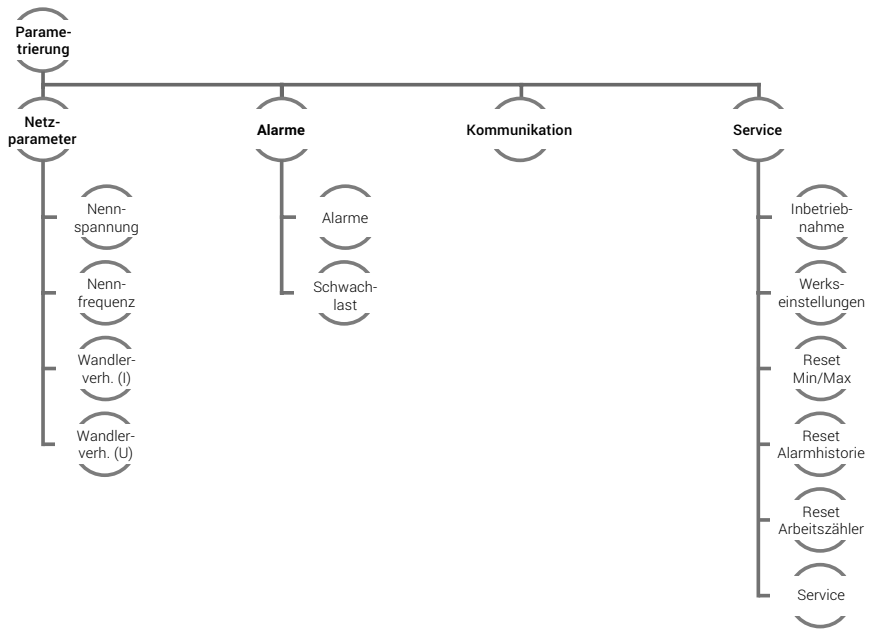 Parame-
trierung
Netz-
parameter
Alarme
Kommunikation
Service
Nenn-
spannung
Nenn-
frequenz
Wandler-
verh. (I)
Wandler-
verh. (U)
Alarme
Schwach-
last
Inbetrieb-
nahme
Werks-
einstellungen
Reset
Min/Max
Reset
Alarmhistorie
Reset
Arbeitszähler
Service